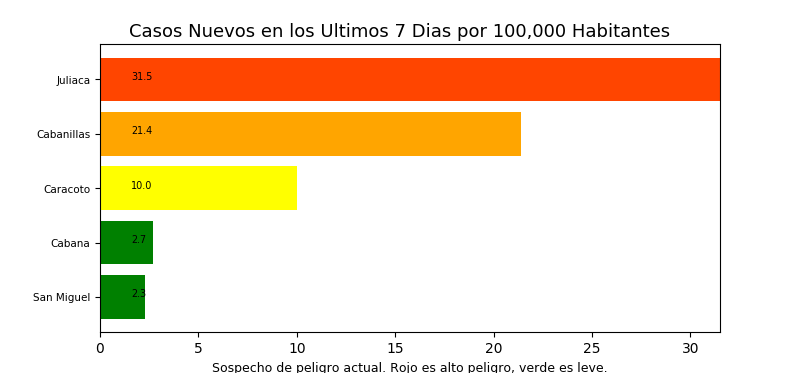 Casos Nuevos en los Ultimos 7 Dias por 100,000 Habitantes
Juliaca 31.5
Cabanillas 21.4
Caracoto 10.0
Cabana 2.7
San Miguel 2.3
0 5 10 15 20 25 30
Sospecho de peligro actual. Rojo es alto peligro, verde es leve.